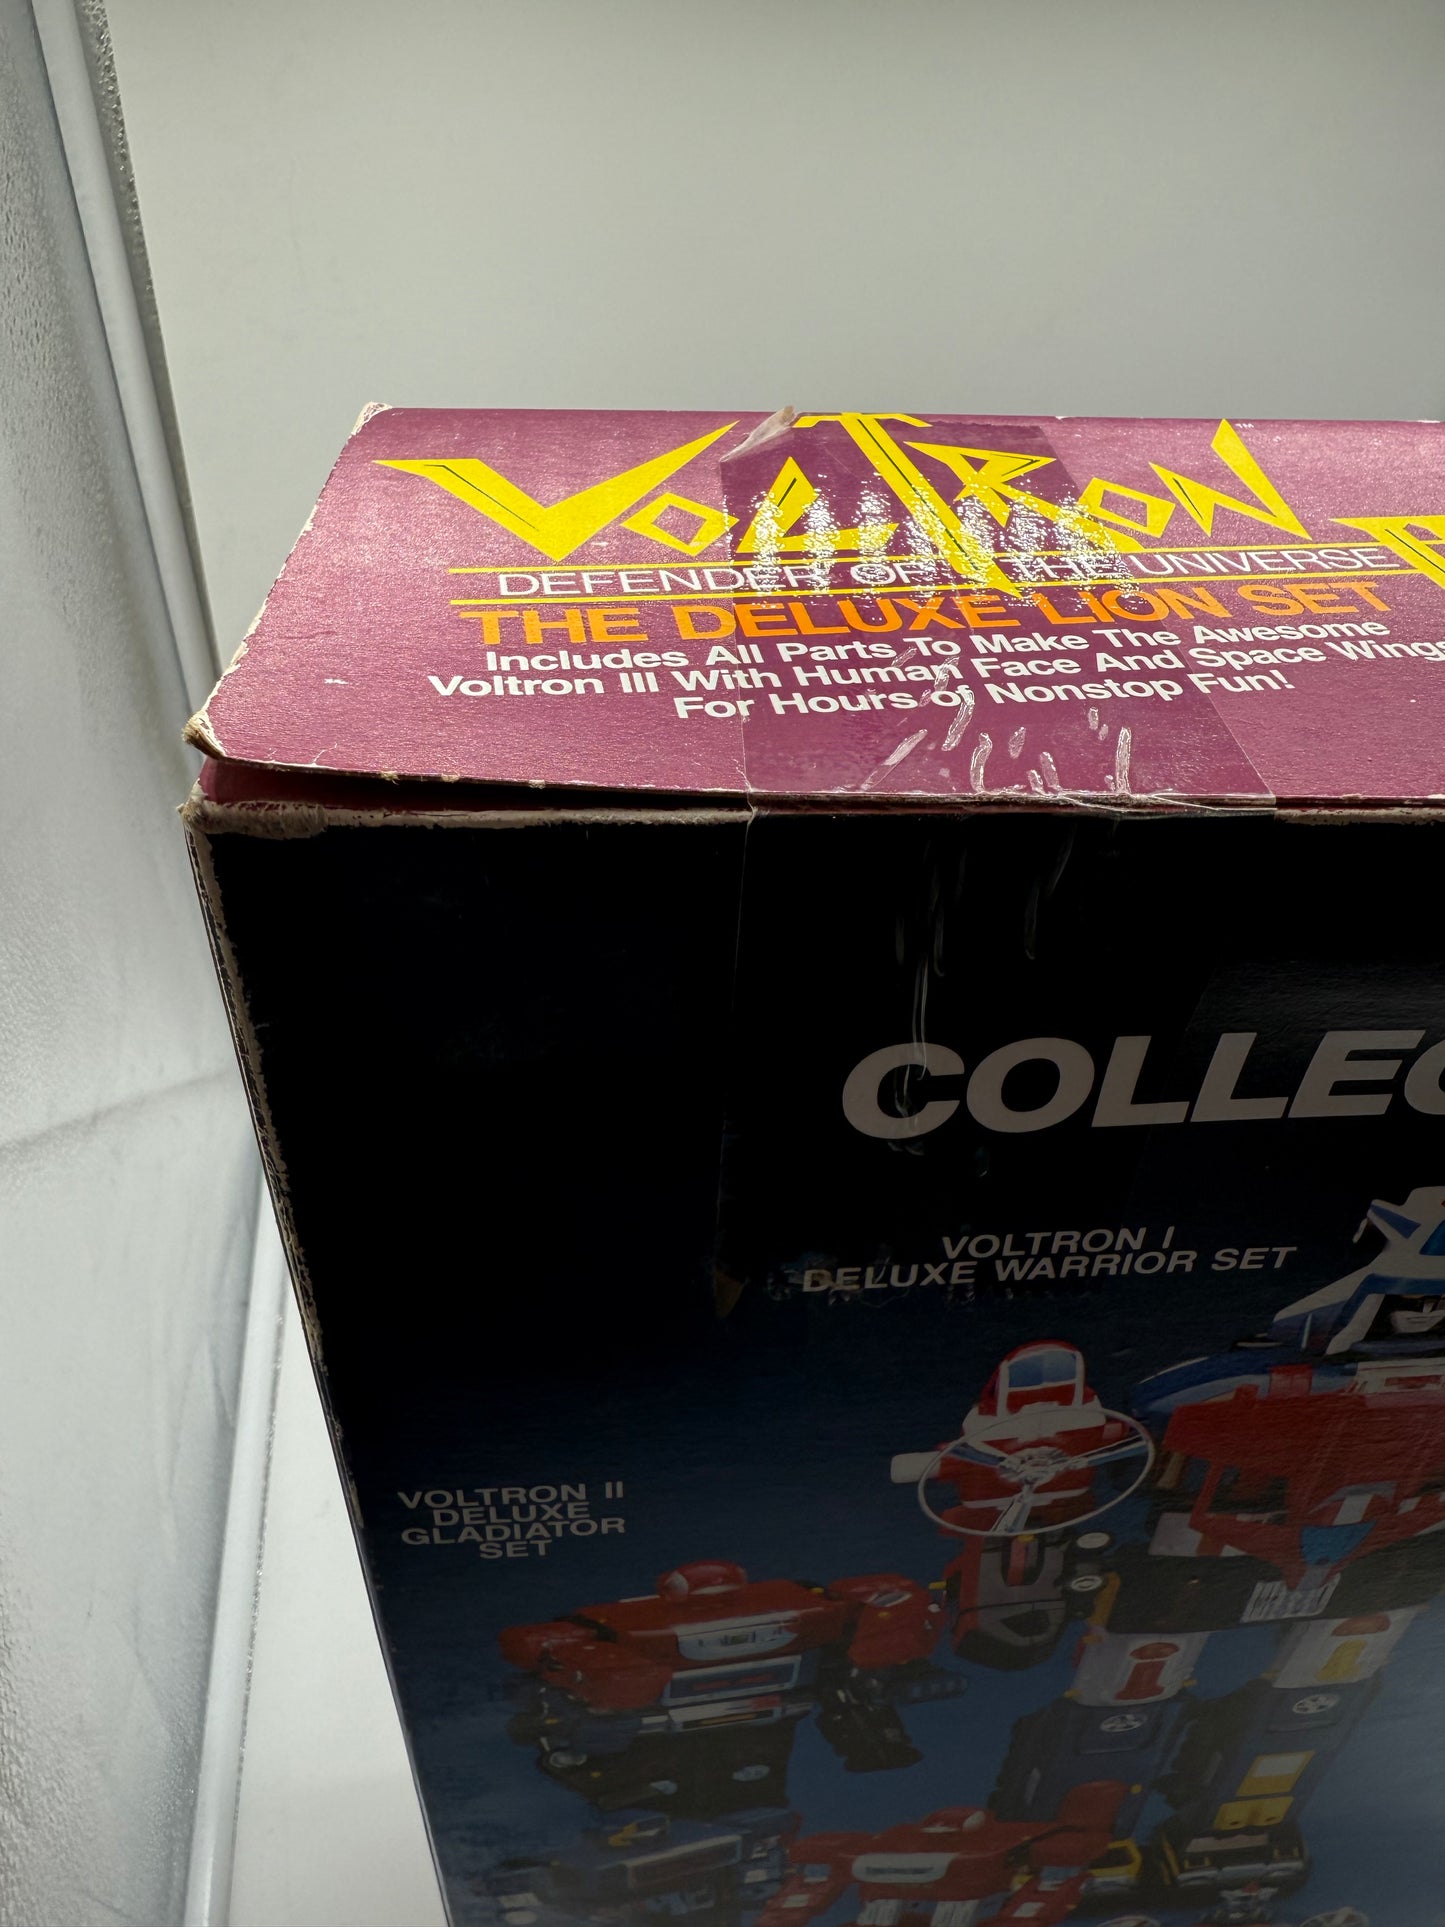 VOLTRON™
DEFENDER OF THE UNIVERSE
THE DELUXE LION SET
Includes All Parts To Make The Awesome
Voltron III With Human Face And Space Wings
For Hours of Nonstop Fun!
COLLEC
VOLTRON I
DELUXE WARRIOR SET
VOLTRON II
DELUXE
GLADIATOR
SET